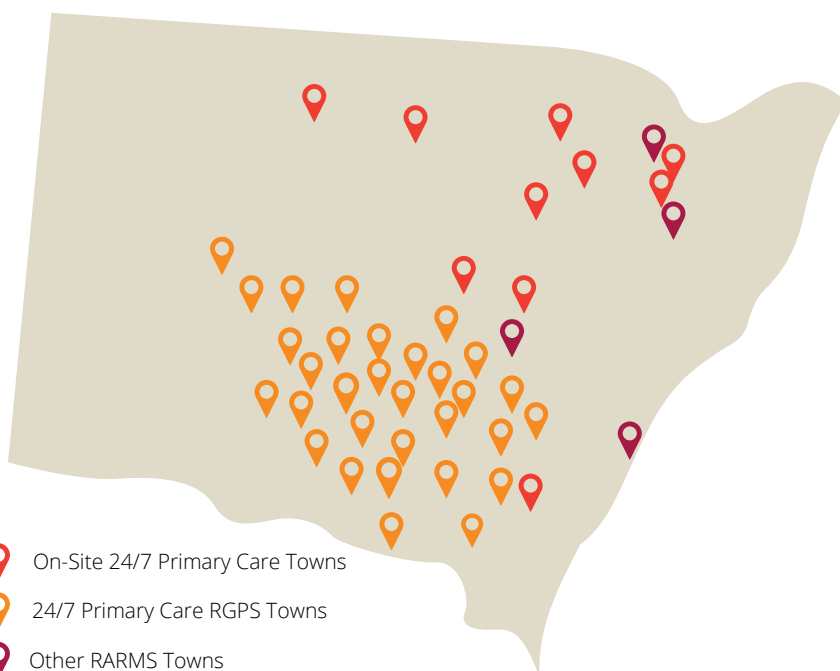 On-Site 24/7 Primary Care Towns
24/7 Primary Care RGPS Towns
Other RARMS Towns